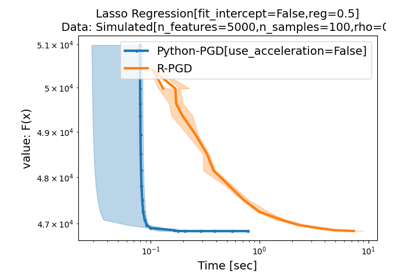 Lasso Regression[fit_intercept=False,reg=0.5]
Data: Simulated[n_features=5000,n_samples=100,rho=0
Python-PGD[use_acceleration=False]
R-PGD
value: F(x)
5.1 × 10⁴
5 × 10⁴
4.9 × 10⁴
4.8 × 10⁴
4.7 × 10⁴
10⁻¹
10⁰
10¹
Time [sec]